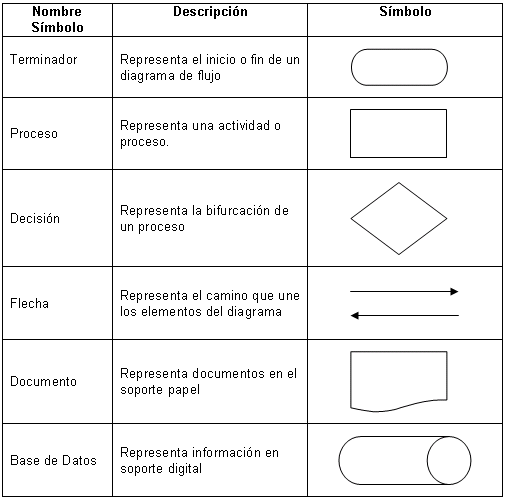 Nombre
Símbolo
Descripción
Símbolo
Terminador
Representa el inicio o fin de un
diagrama de flujo
Proceso
Representa una actividad o
proceso.
Decisión
Representa la bifurcación de
un proceso
Flecha
Representa el camino que une
los elementos del diagrama
Documento
Representa documentos en el
soporte papel
Base de Datos
Representa información en
soporte digital